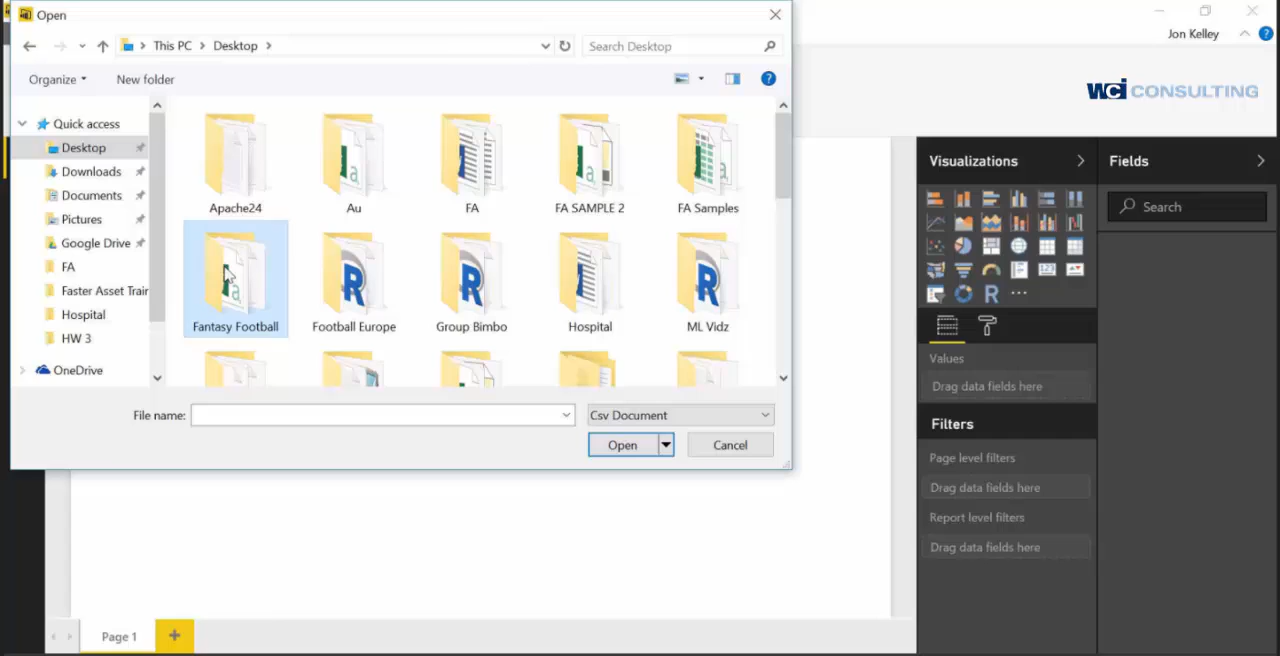 Open
This PC
Desktop
Search Desktop
Jon Kelley
Organize
New folder
WCI CONSULTING
Quick access
Desktop
Downloads
Documents
Pictures
Google Drive
FA
Faster Asset Trair
Hospital
HW 3
OneDrive
Apache24
Au
FA
FA SAMPLE 2
FA Samples
Fantasy Football
Football Europe
Group Bimbo
Hospital
ML Vidz
File name:
Csv Document
Open
Cancel
Visualizations
Fields
Search
Values
Drag data fields here
Filters
Page level filters
Drag data fields here
Report level filters
Drag data fields here
Page 1